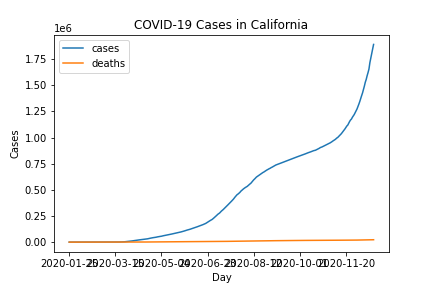 COVID-19 Cases in California
1e6
cases
deaths
1.75
1.50
1.25
1.00
0.75
0.50
0.25
0.00
Cases
2020-01-25 2020-03-15 2020-05-04 2020-06-23 2020-08-12 2020-10-01 2020-11-20
Day